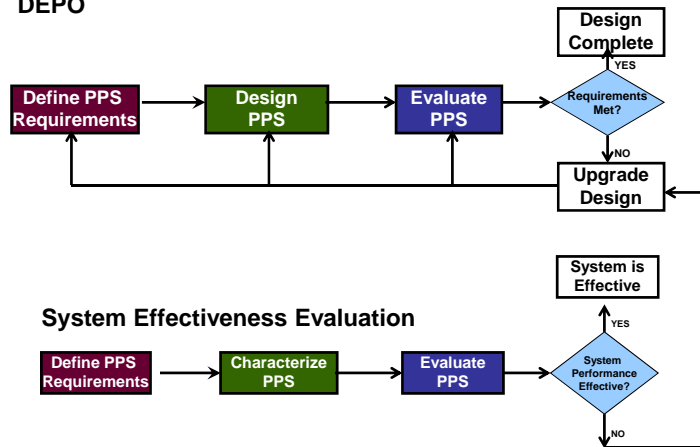 DEPO
Design
Complete
YES
Define PPS
Requirements
Design
PPS
Evaluate
PPS
Requirements
Met?
NO
Upgrade
Design
System is
Effective
System Effectiveness Evaluation
YES
Define PPS
Requirements
Characterize
PPS
Evaluate
PPS
System
Performance
Effective?
NO